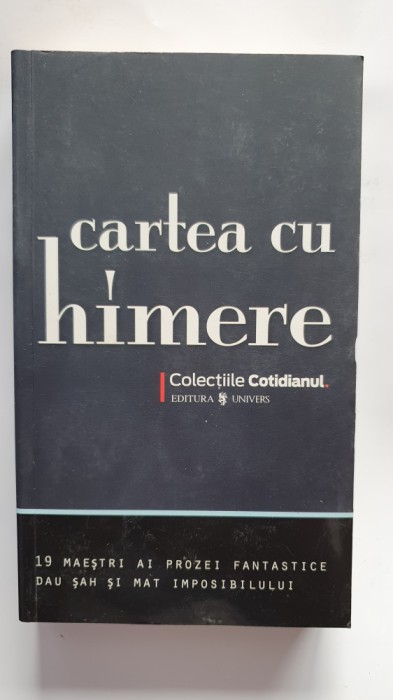 cartea cu
himere
Colecțiile Cotidianul.
EDITURA UNIVERS
19 MAEȘTRI AI PROZEI FANTASTICE
DAU ȘAH ȘI MAT IMPOSIBILULUI